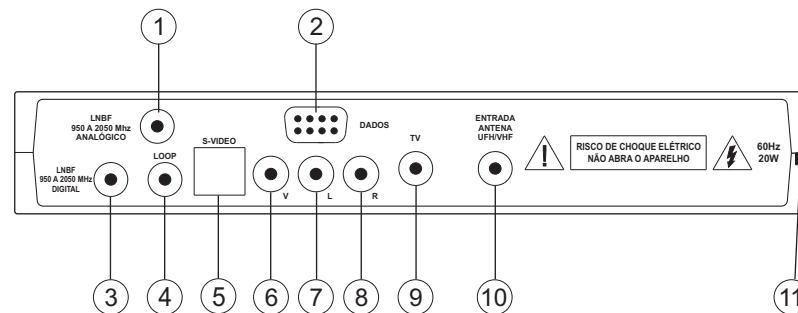 1
2
LNBF
950 A 2050 Mhz
ANALÓGICO
DADOS
ENTRADA
ANTENA
UFH/VHF
S-VIDEO
TV
LOOP
LNBF
950 A 2050 MHz
DIGITAL
V
L
R
RISCO DE CHOQUE ELÉTRICO
NÃO ABRA O APARELHO
60Hz
20W
3
4
5
6
7
8
9
10
11